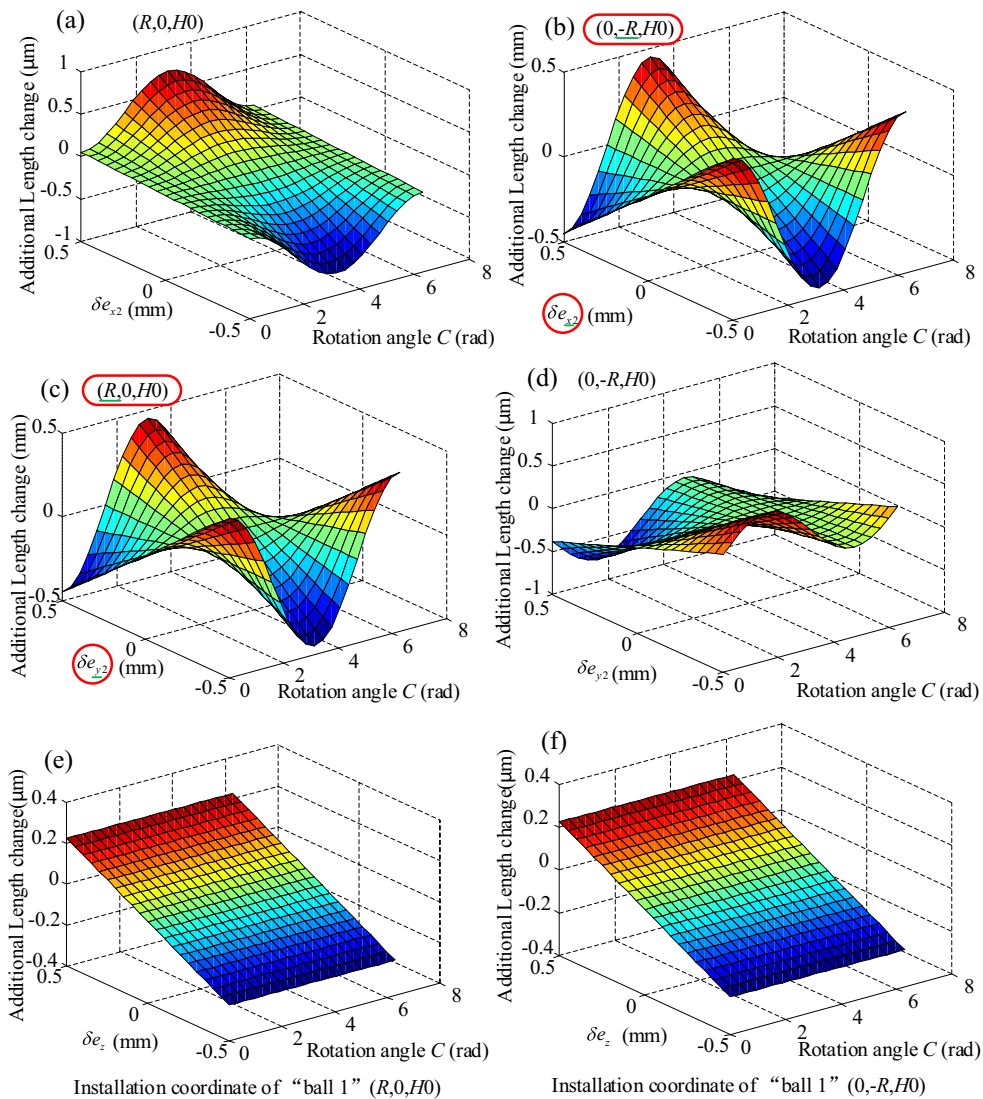 (a)
(R,0,H0)
Additional Length change (μm)
1
0.5
0
-0.5
-1
0.5
0
-0.5
δe_x2 (mm)
0
2
4
6
8
Rotation angle C (rad)
(b)
(0,-R,H0)
Additional Length change (mm)
0.5
0
-0.5
0.5
0
-0.5
δe_x2 (mm)
0
2
4
6
8
Rotation angle C (rad)
(c)
(R,0,H0)
Additional Length change (mm)
0.5
0
-0.5
0.5
0
-0.5
δe_y2 (mm)
0
2
4
6
8
Rotation angle C (rad)
(d)
(0,-R,H0)
Additional Length change (μm)
1
0.5
0
-0.5
-1
0.5
0
-0.5
δe_y2 (mm)
0
2
4
6
8
Rotation angle C (rad)
(e)
Additional Length change(μm)
0.4
0.2
0
-0.2
-0.4
0.5
0
-0.5
δe_z (mm)
0
2
4
6
8
Rotation angle C (rad)
Installation coordinate of “ball 1” (R,0,H0)
(f)
Additional Length change(μm)
0.4
0.2
0
-0.2
-0.4
0.5
0
-0.5
δe_z (mm)
0
2
4
6
8
Rotation angle C (rad)
Installation coordinate of “ball 1” (0,-R,H0)